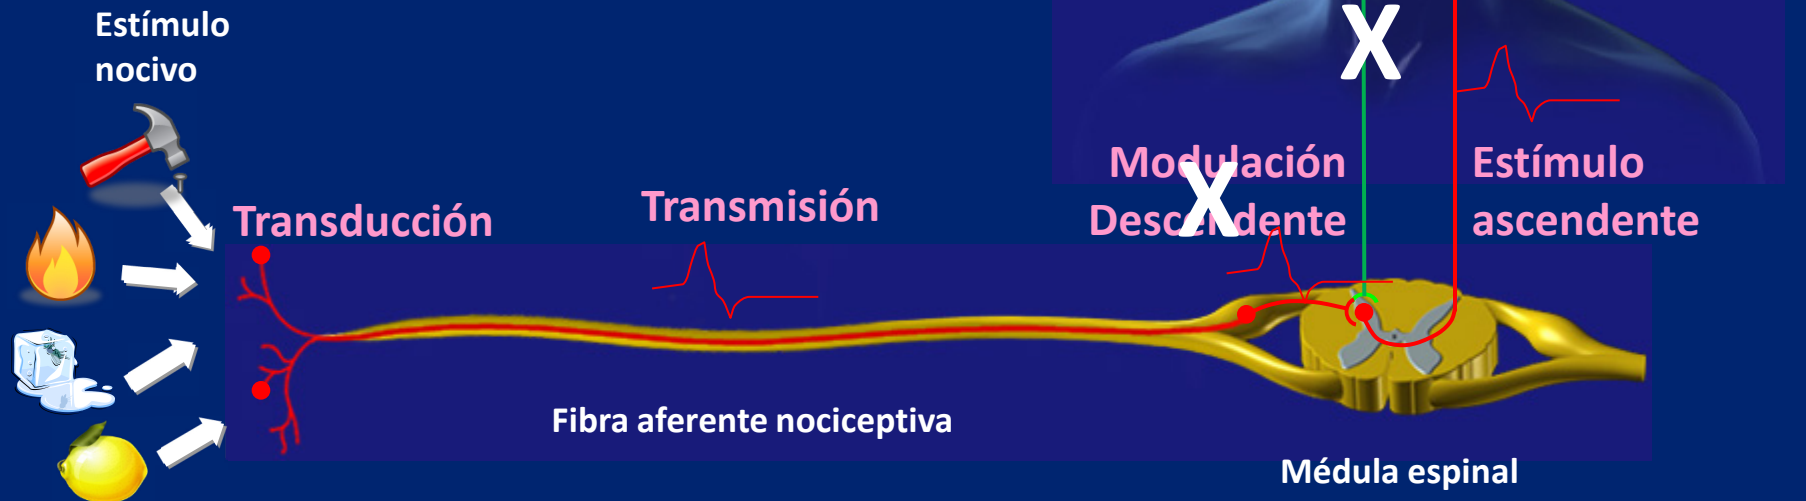 Estímulo
nocivo
X
Modulación
Descendente
X
Estímulo
ascendente
Transducción
Transmisión
Fibra aferente nociceptiva
Médula espinal